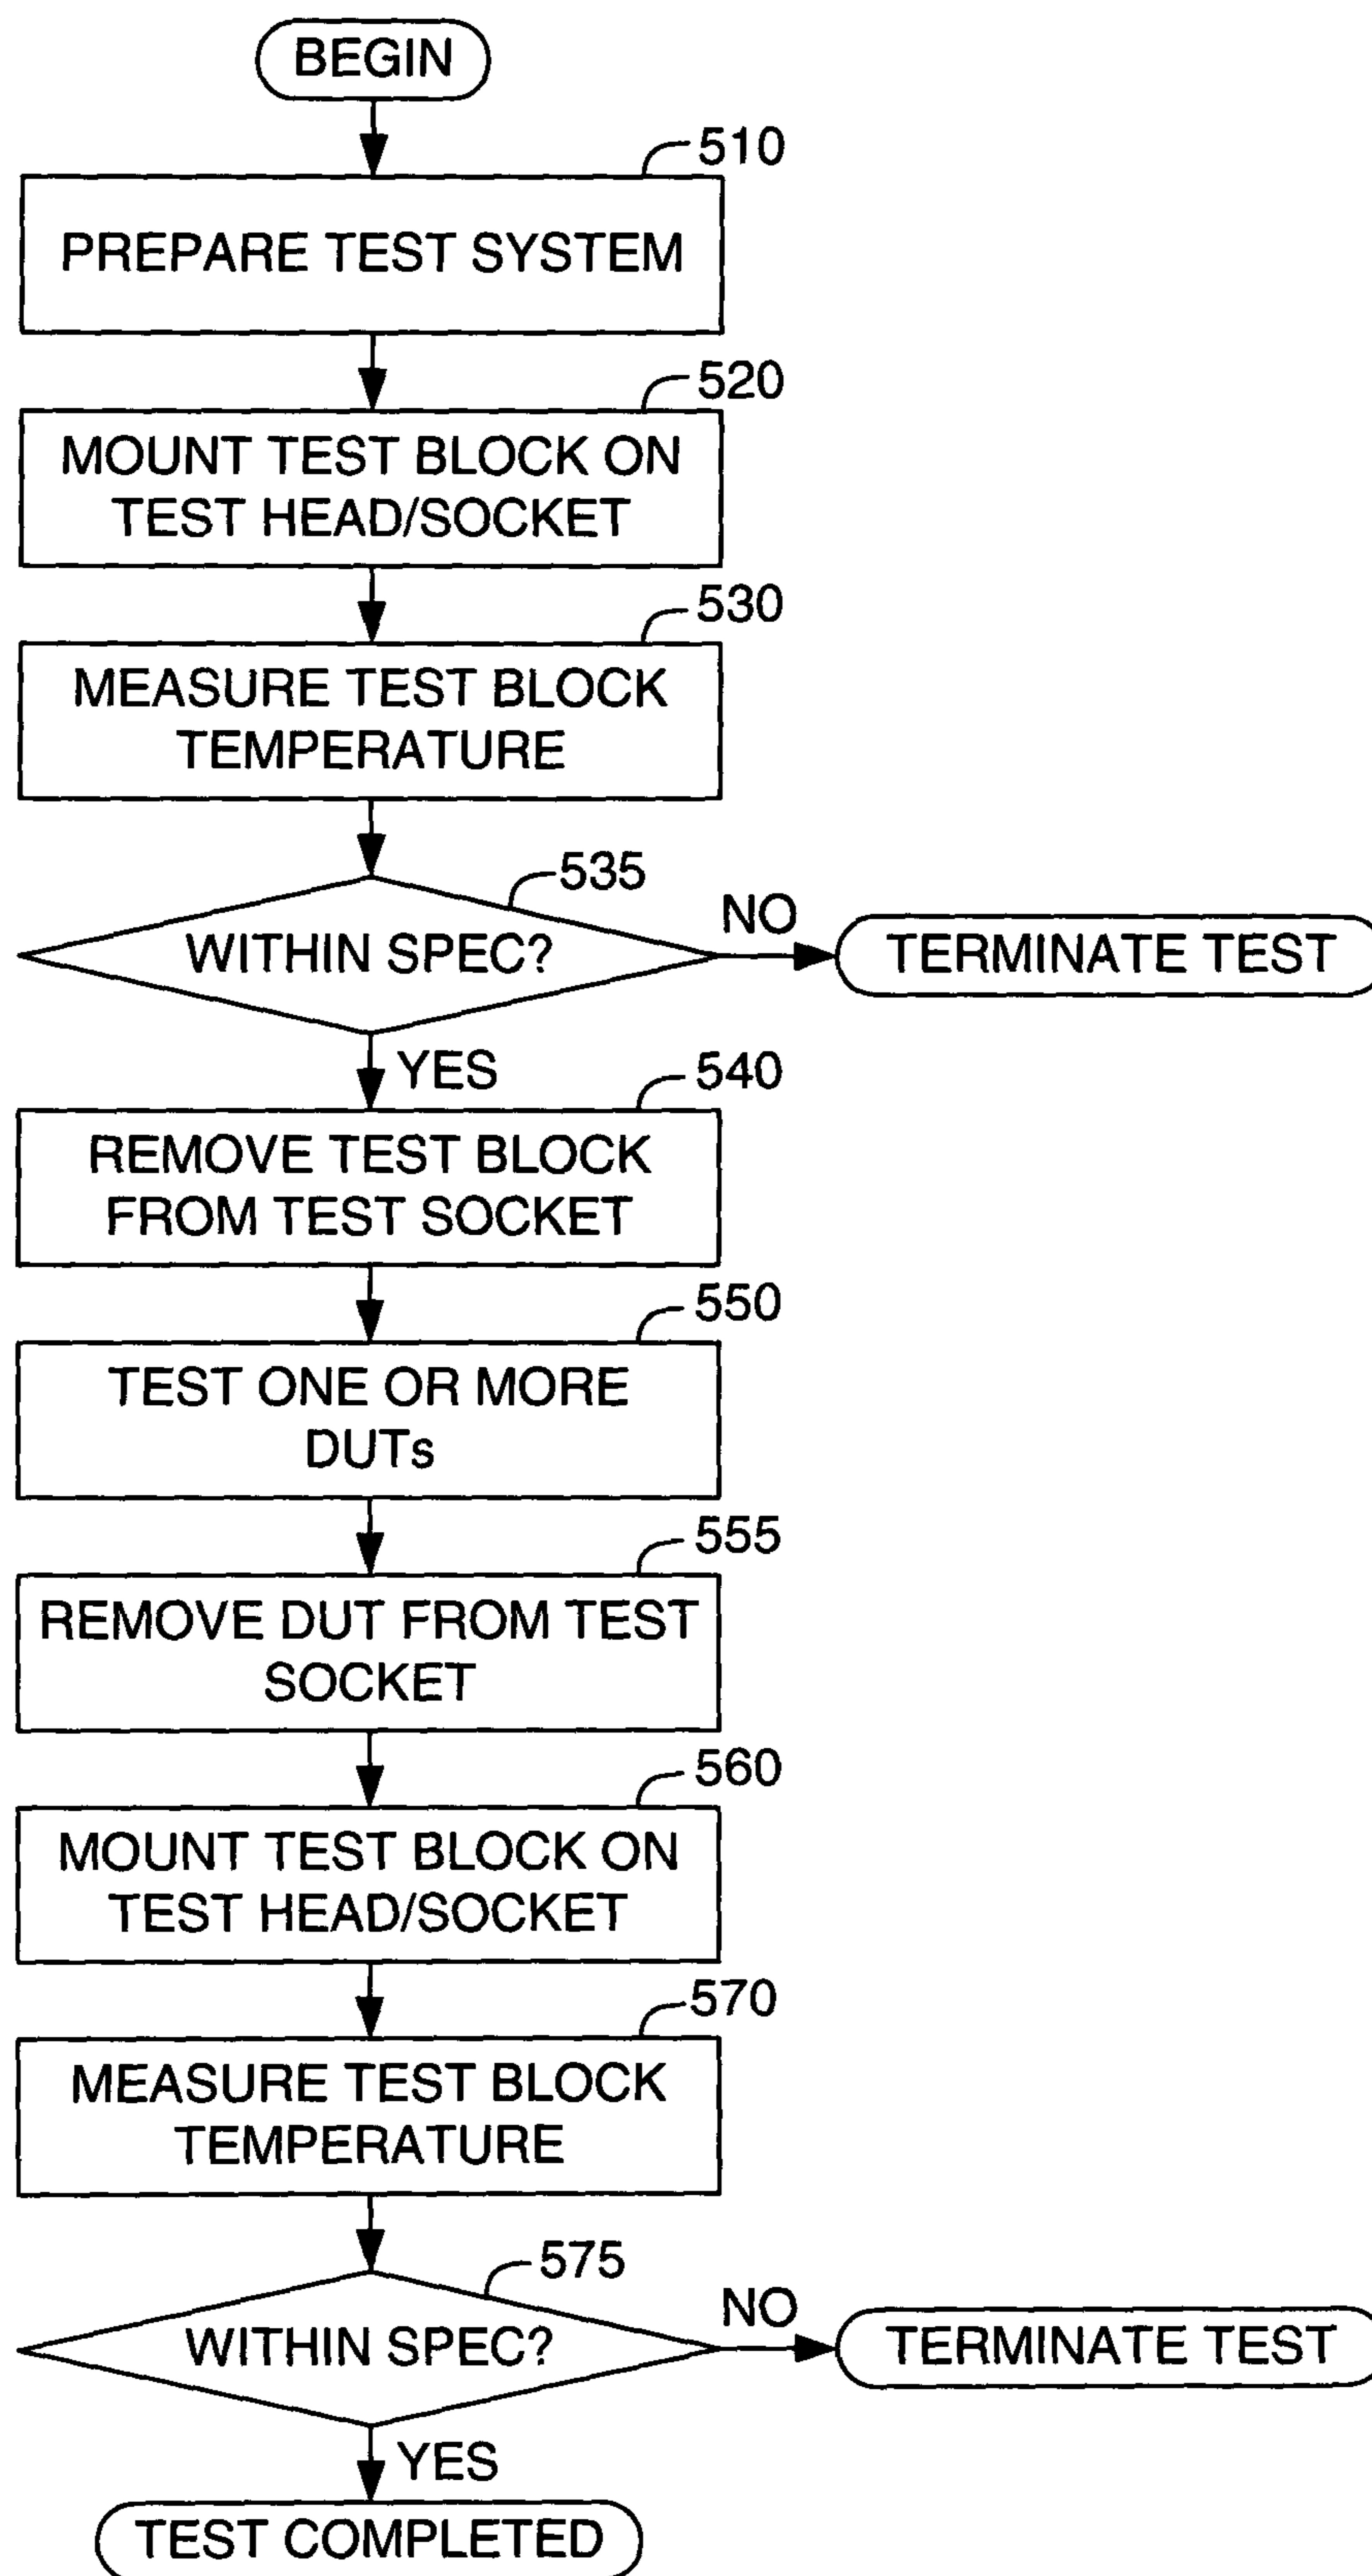 BEGIN
510
PREPARE TEST SYSTEM
520
MOUNT TEST BLOCK ON
TEST HEAD/SOCKET
530
MEASURE TEST BLOCK
TEMPERATURE
535
WITHIN SPEC?
NO
TERMINATE TEST
YES
540
REMOVE TEST BLOCK
FROM TEST SOCKET
550
TEST ONE OR MORE
DUTs
555
REMOVE DUT FROM TEST
SOCKET
560
MOUNT TEST BLOCK ON
TEST HEAD/SOCKET
570
MEASURE TEST BLOCK
TEMPERATURE
575
WITHIN SPEC?
NO
TERMINATE TEST
YES
TEST COMPLETED